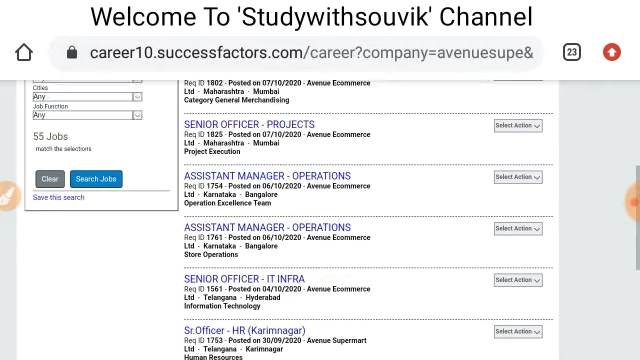 Welcome To 'Studywithsouvik' Channel
career10.successfactors.com/career?company=avenuesupe&
23
Cities
Any
Job Function
Any
55 Jobs
match the selections
Clear
Search Jobs
Save this search
Req ID 1802 - Posted on 07/10/2020 - Avenue Ecommerce
Ltd - Maharashtra - Mumbai
Category General Merchandising
SENIOR OFFICER - PROJECTS
Select Action
Req ID 1825 - Posted on 07/10/2020 - Avenue Ecommerce
Ltd - Maharashtra - Mumbai
Project Execution
ASSISTANT MANAGER - OPERATIONS
Select Action
Req ID 1754 - Posted on 06/10/2020 - Avenue Ecommerce
Ltd - Karnataka - Bangalore
Operation Excellence Team
ASSISTANT MANAGER - OPERATIONS
Select Action
Req ID 1761 - Posted on 06/10/2020 - Avenue Ecommerce
Ltd - Karnataka - Bangalore
Store Operations
SENIOR OFFICER - IT INFRA
Select Action
Req ID 1561 - Posted on 04/10/2020 - Avenue Ecommerce
Ltd - Telangana - Hyderabad
Information Technology
Sr.Officer - HR (Karimnagar)
Select Action
Req ID 1753 - Posted on 30/09/2020 - Avenue Supermart
Ltd - Telangana - Karimnagar
Human Resources